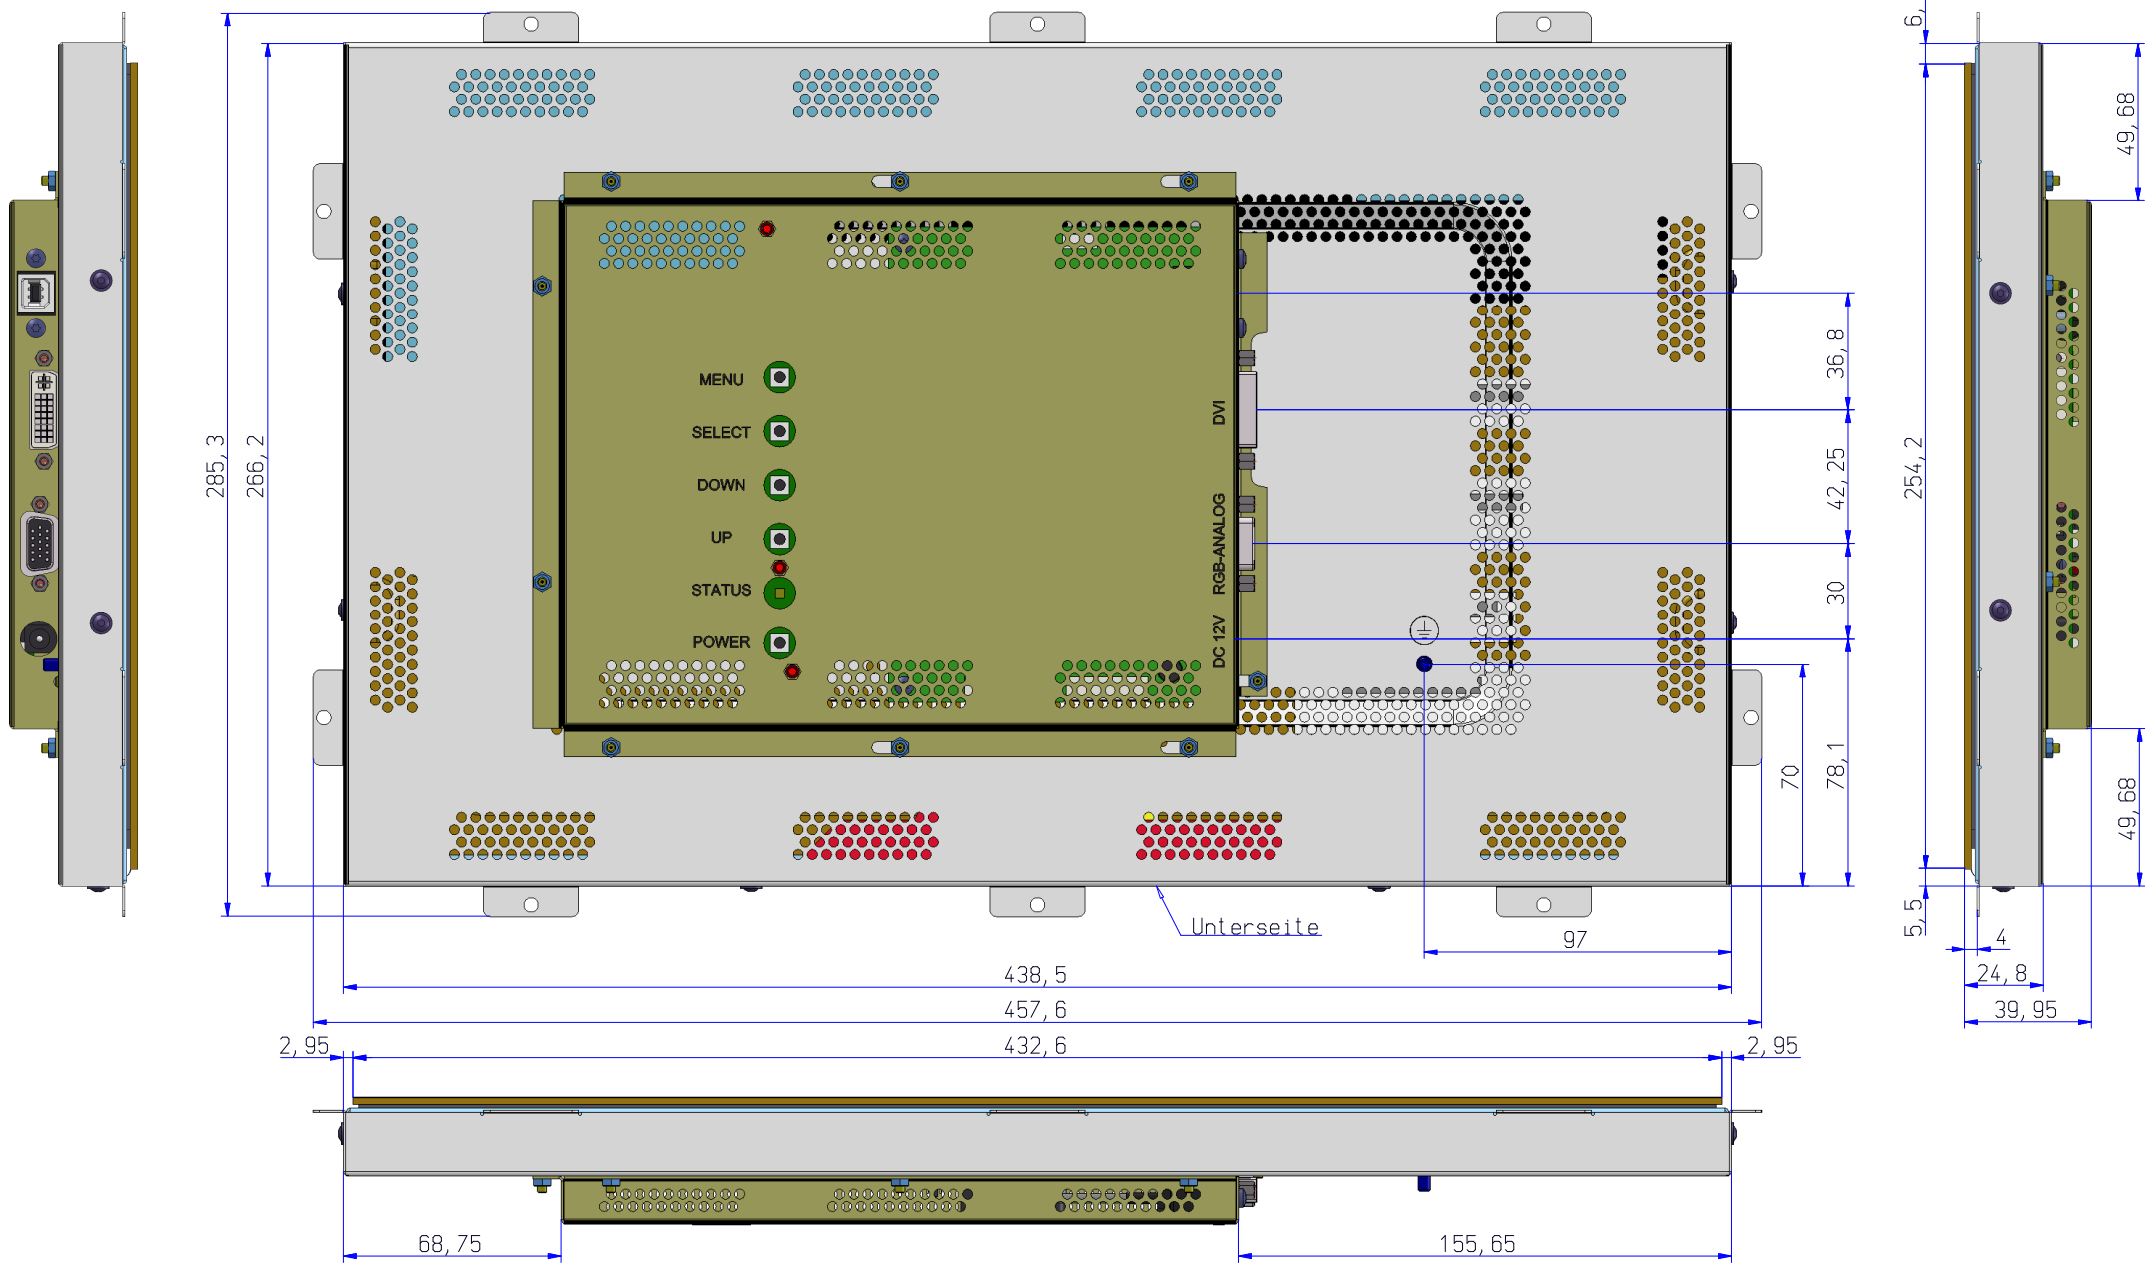 6,
49,68
285,3
266,2
254,2
36,8
MENU
DVI
SELECT
42,25
DOWN
RGB-ANALOG
UP
30
STATUS
DC 12V
POWER
70
78,1
49,68
Unterseite
5,5
97
4
438,5
24,8
457,6
39,95
2,95
432,6
2,95
68,75
155,65